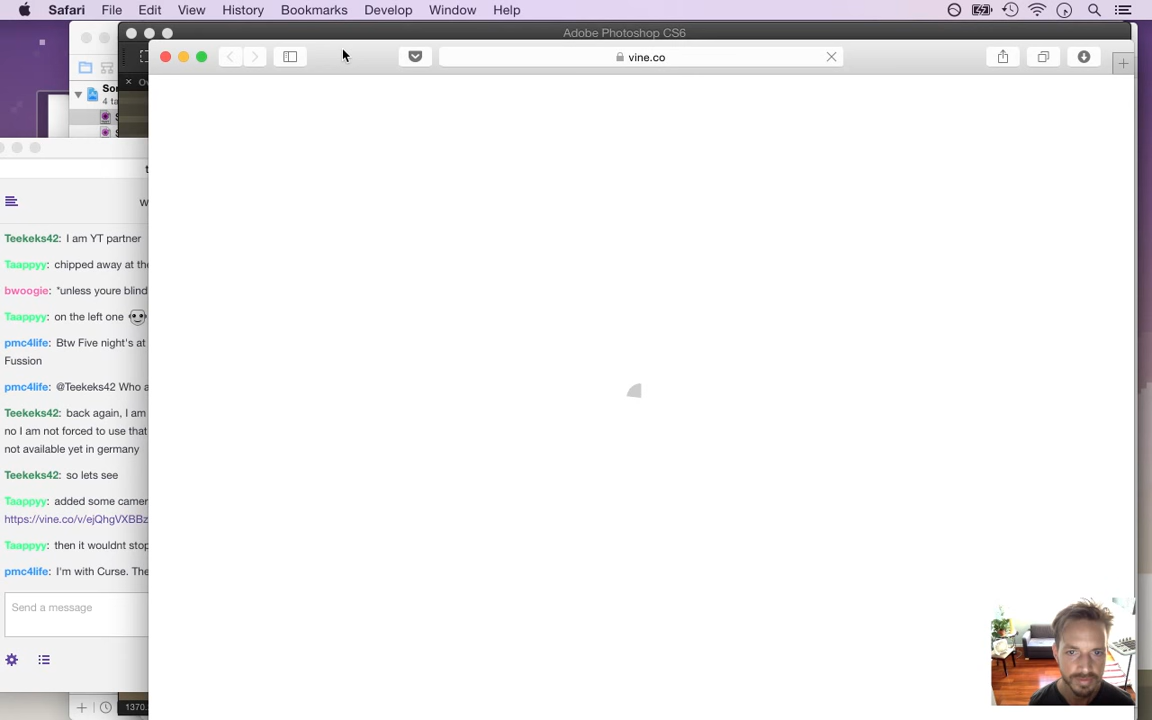 Safari File Edit View History Bookmarks Develop Window Help
Adobe Photoshop CS6
vine.co
Teekeks42: I am YT partner
Taappyy: chipped away at the
bwoogie: *unless youre blind
Taappyy: on the left one
pmc4life: Btw Five night's at
Fussion
pmc4life: @Teekeks42 Who a
Teekeks42: back again, I am
no I am not forced to use that
not available yet in germany
Teekeks42: so lets see
Taappyy: added some camer
https://vine.co/v/ejQhgVXBBz
Taappyy: then it wouldnt stop
pmc4life: I'm with Curse. The
Send a message
1370.